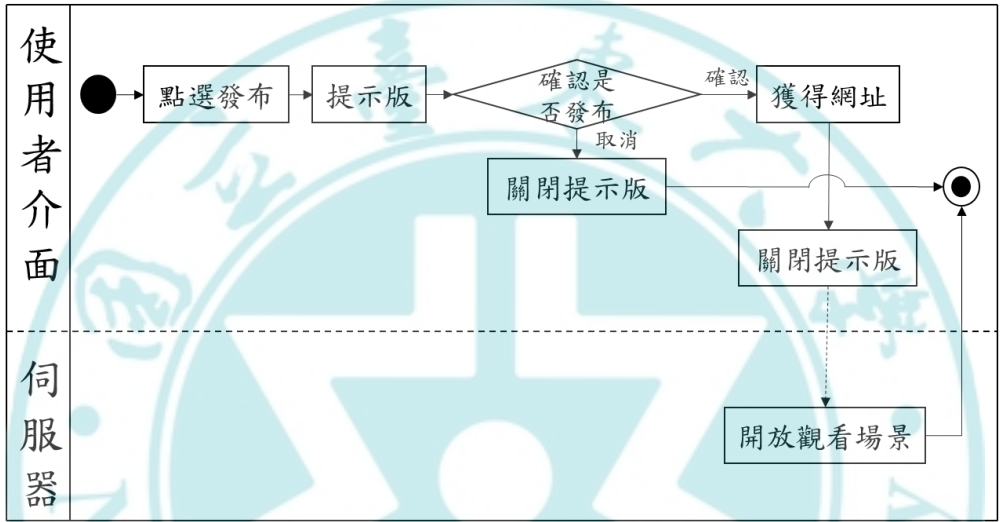 使用者介面
點選發布
提示版
確認是
否發布
確認
獲得網址
取消
關閉提示版
關閉提示版
伺服器
開放觀看場景